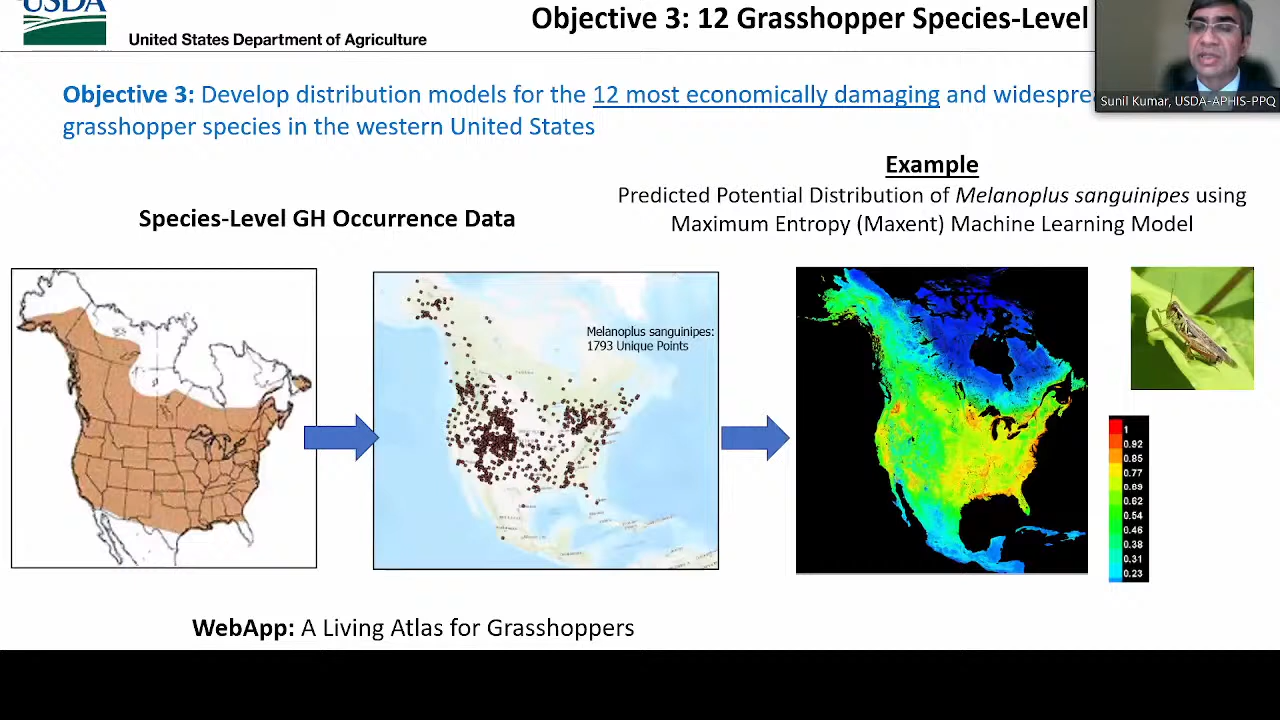 USDA
United States Department of Agriculture
Objective 3: 12 Grasshopper Species-Level
Sunil Kumar, USDA-APHIS-PPQ
Objective 3: Develop distribution models for the 12 most economically damaging and widespre
grasshopper species in the western United States
Example
Predicted Potential Distribution of Melanoplus sanguinipes using
Maximum Entropy (Maxent) Machine Learning Model
Species-Level GH Occurrence Data
Melanoplus sanguinipes:
1793 Unique Points
1
0.92
0.85
0.77
0.69
0.62
0.54
0.46
0.38
0.31
0.23
WebApp: A Living Atlas for Grasshoppers